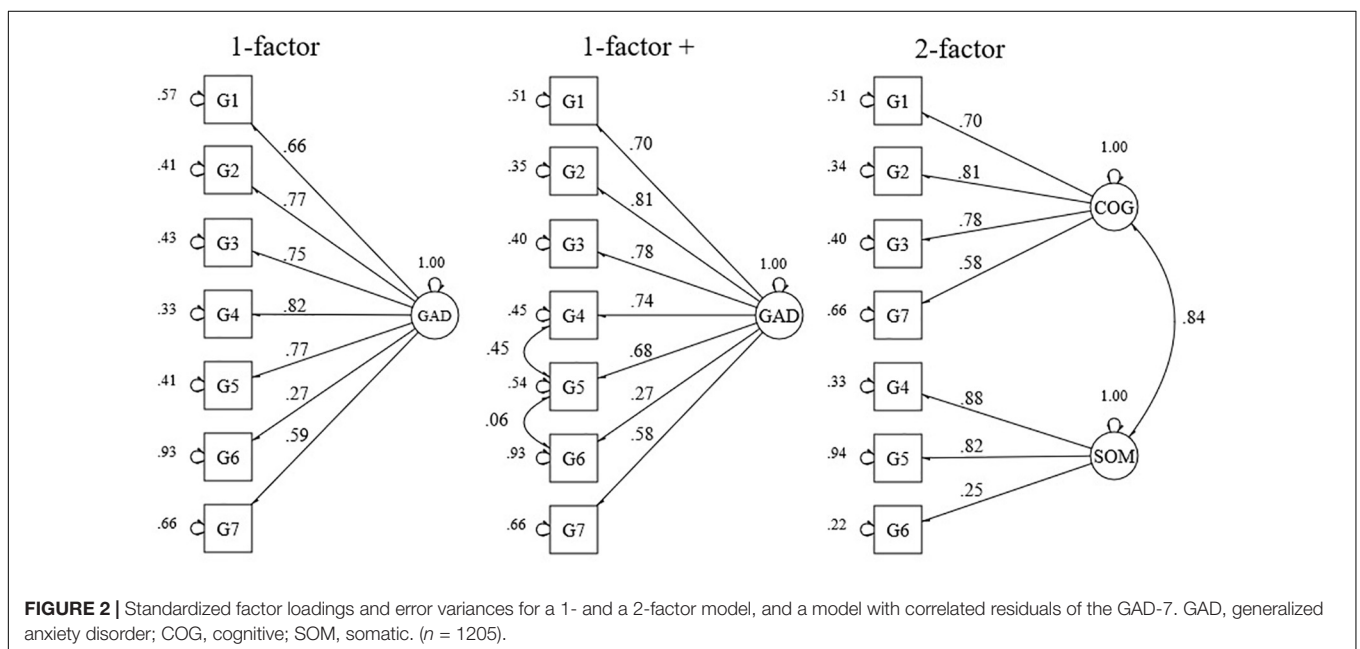 1-factor
1-factor +
2-factor
.57 G1
.66
.41 G2
.77
.43 G3
.75
1.00
.33 G4
.82
GAD
.41 G5
.77
.27
.93 G6
.59
.66 G7
.51 G1
.70
.35 G2
.81
.40 G3
.78
1.00
.45 G4
.74
GAD
.45
.68
.54 G5
.27
.06
.58
.93 G6
.66 G7
.51 G1
.70
1.00
.34 G2
.81
COG
.40 G3
.78
.58
.66 G7
.84
.33 G4
.88
1.00
.94 G5
.82
SOM
.25
.22 G6
FIGURE 2 | Standardized factor loadings and error variances for a 1- and a 2-factor model, and a model with correlated residuals of the GAD-7. GAD, generalized
anxiety disorder; COG, cognitive; SOM, somatic. (n = 1205).